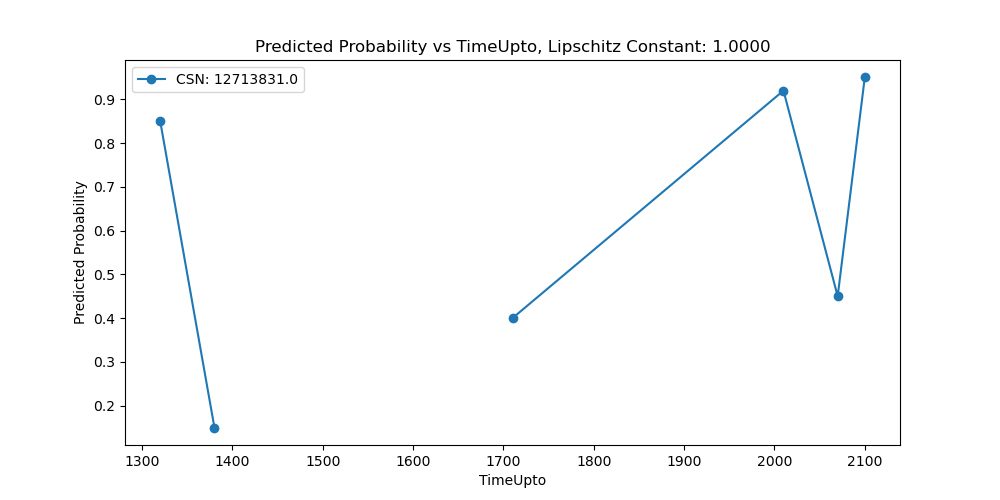 Predicted Probability vs TimeUpto, Lipschitz Constant: 1.0000
CSN: 12713831.0
Predicted Probability
0.9
0.8
0.7
0.6
0.5
0.4
0.3
0.2
1300 1400 1500 1600 1700 1800 1900 2000 2100
TimeUpto